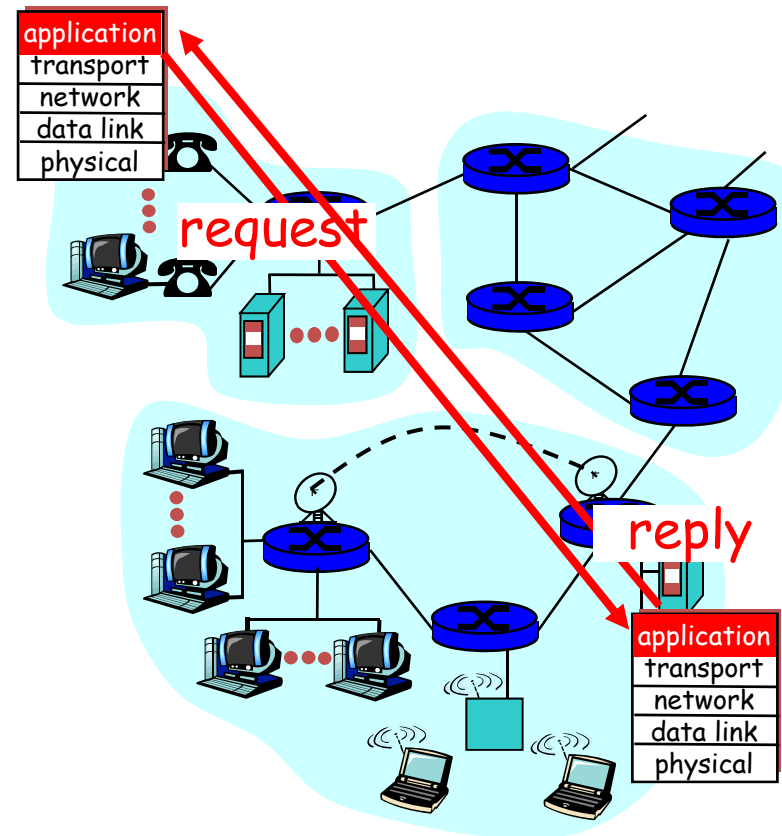 application
transport
network
data link
physical
request
reply
application
transport
network
data link
physical